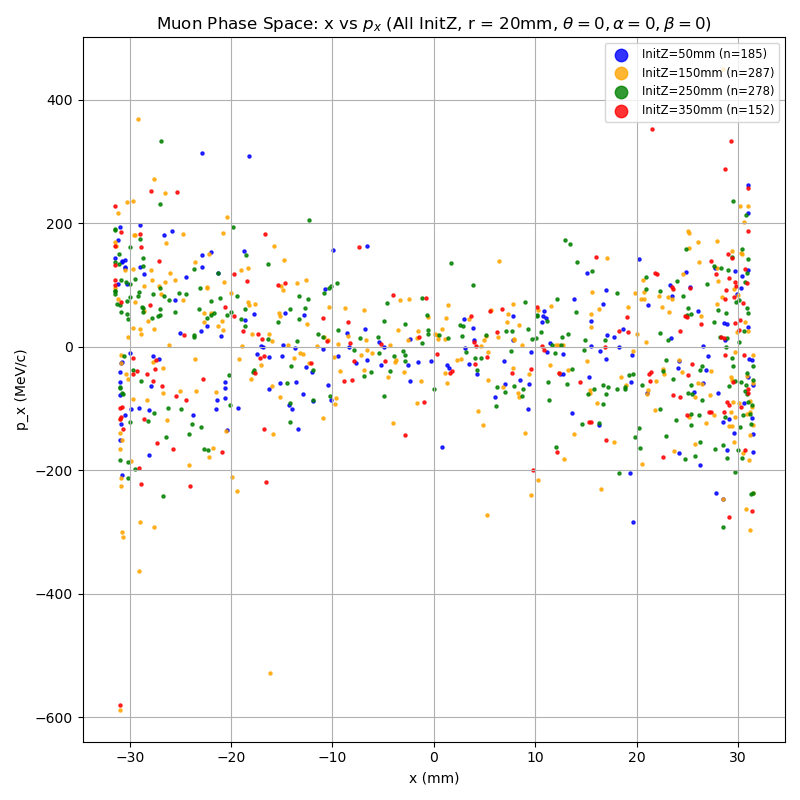 Muon Phase Space: x vs pₓ (All InitZ, r = 20mm, θ = 0, α = 0, β = 0)
InitZ=50mm (n=185)
InitZ=150mm (n=287)
InitZ=250mm (n=278)
InitZ=350mm (n=152)
p_x (MeV/c)
400
200
0
−200
−400
−600
−30 −20 −10 0 10 20 30
x (mm)